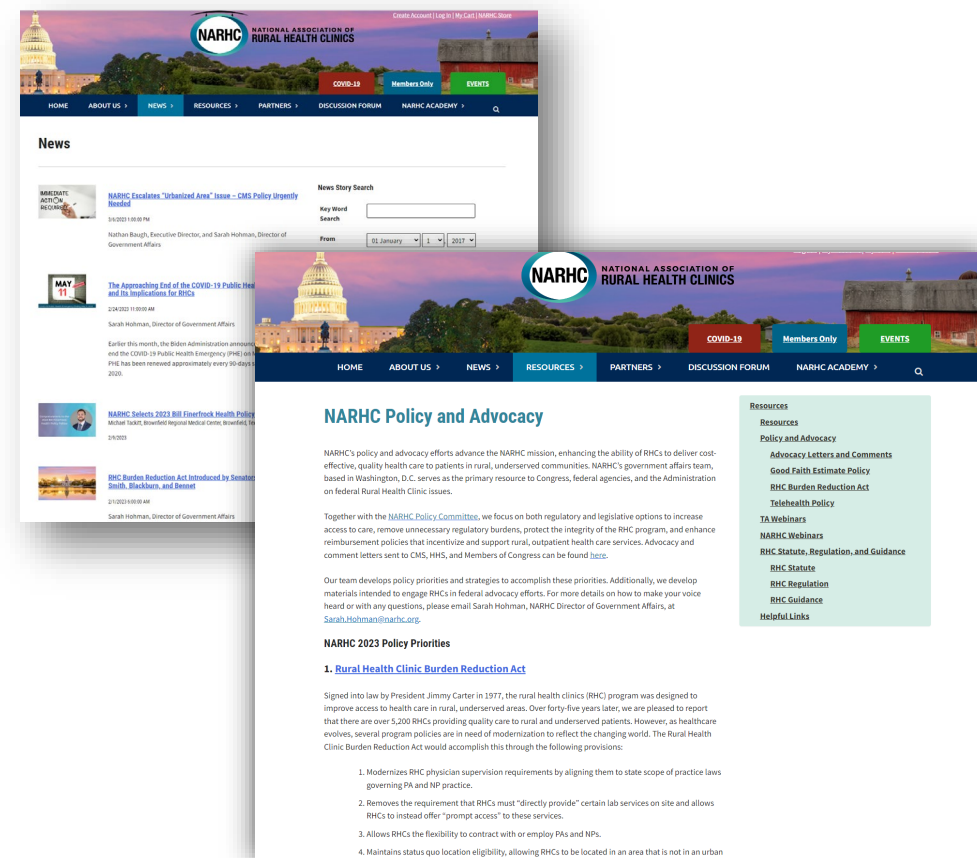 Create Account | Log In | My Cart | NARHC Store
NARHC
NATIONAL ASSOCIATION OF
RURAL HEALTH CLINICS
COVID-19 Members Only EVENTS
HOME ABOUT US > NEWS > RESOURCES > PARTNERS > DISCUSSION FORUM NARHC ACADEMY >
News
IMMEDIATE
ACTION
REQUIRED
NARHC Escalates "Urbanized Area" Issue – CMS Policy Urgently
Needed
3/6/2023 1:00:00 PM
Nathan Baugh, Executive Director, and Sarah Hohman, Director of
Government Affairs
News Story Search
Key Word
Search
From 01 January 1 2017
MAY
11
The Approaching End of the COVID-19 Public Hea
and Its Implications for RHCs
2/24/2023 11:00:00 AM
Sarah Hohman, Director of Government Affairs
Earlier this month, the Biden Administration announc
end the COVID-19 Public Health Emergency (PHE) on
PHE has been renewed approximately every 90-days s
2020.
NARHC Selects 2023 Bill Finerfrock Health Policy
Michael Tackitt, Brownfield Regional Medical Center, Brownfield, Te
2/9/2023
RHC Burden Reduction Act Introduced by Senators
Smith, Blackburn, and Bennet
2/1/2023 6:00:00 AM
Sarah Hohman, Director of Government Affairs
NARHC
NATIONAL ASSOCIATION OF
RURAL HEALTH CLINICS
COVID-19 Members Only EVENTS
HOME ABOUT US > NEWS > RESOURCES > PARTNERS > DISCUSSION FORUM NARHC ACADEMY >
NARHC Policy and Advocacy
NARHC's policy and advocacy efforts advance the NARHC mission, enhancing the ability of RHCs to deliver cost-
effective, quality health care to patients in rural, underserved communities. NARHC's government affairs team,
based in Washington, D.C. serves as the primary resource to Congress, federal agencies, and the Administration
on federal Rural Health Clinic issues.
Together with the NARHC Policy Committee, we focus on both regulatory and legislative options to increase
access to care, remove unnecessary regulatory burdens, protect the integrity of the RHC program, and enhance
reimbursement policies that incentivize and support rural, outpatient health care services. Advocacy and
comment letters sent to CMS, HHS, and Members of Congress can be found here.
Our team develops policy priorities and strategies to accomplish these priorities. Additionally, we develop
materials intended to engage RHCs in federal advocacy efforts. For more details on how to make your voice
heard or with any questions, please email Sarah Hohman, NARHC Director of Government Affairs, at
Sarah.Hohman@narhc.org.
NARHC 2023 Policy Priorities
1. Rural Health Clinic Burden Reduction Act
Signed into law by President Jimmy Carter in 1977, the rural health clinics (RHC) program was designed to
improve access to health care in rural, underserved areas. Over forty-five years later, we are pleased to report
that there are over 5,200 RHCs providing quality care to rural and underserved patients. However, as healthcare
evolves, several program policies are in need of modernization to reflect the changing world. The Rural Health
Clinic Burden Reduction Act would accomplish this through the following provisions:
1. Modernizes RHC physician supervision requirements by aligning them to state scope of practice laws
governing PA and NP practice.
2. Removes the requirement that RHCs must "directly provide" certain lab services on site and allows
RHCs to instead offer "prompt access" to these services.
3. Allows RHCs the flexibility to contract with or employ PAs and NPs.
4. Maintains status quo location eligibility, allowing RHCs to be located in an area that is not in an urban
Resources
Resources
Policy and Advocacy
Advocacy Letters and Comments
Good Faith Estimate Policy
RHC Burden Reduction Act
Telehealth Policy
TA Webinars
NARHC Webinars
RHC Statute, Regulation, and Guidance
RHC Statute
RHC Regulation
RHC Guidance
Helpful Links